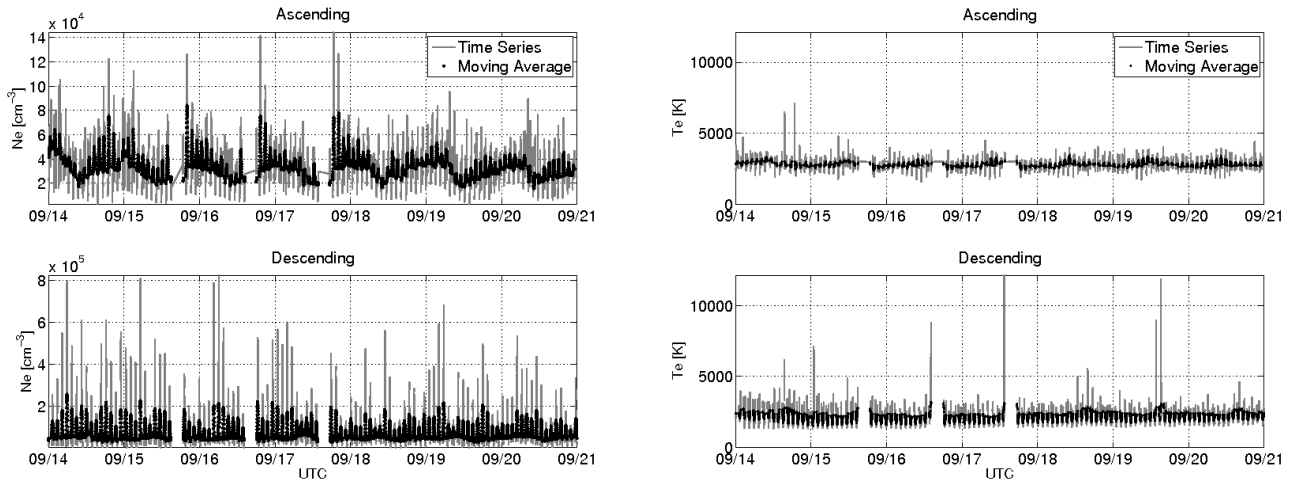 Ascending
x 10^4
14
12
10
8
6
4
2
Ne [cm^-3]
Time Series
Moving Average
09/14 09/15 09/16 09/17 09/18 09/19 09/20 09/21
Ascending
10000
5000
0
Te [K]
Time Series
Moving Average
09/14 09/15 09/16 09/17 09/18 09/19 09/20 09/21
Descending
x 10^5
8
6
4
2
Ne [cm^-3]
09/14 09/15 09/16 09/17 09/18 09/19 09/20 09/21
UTC
Descending
10000
5000
0
Te [K]
09/14 09/15 09/16 09/17 09/18 09/19 09/20 09/21
UTC